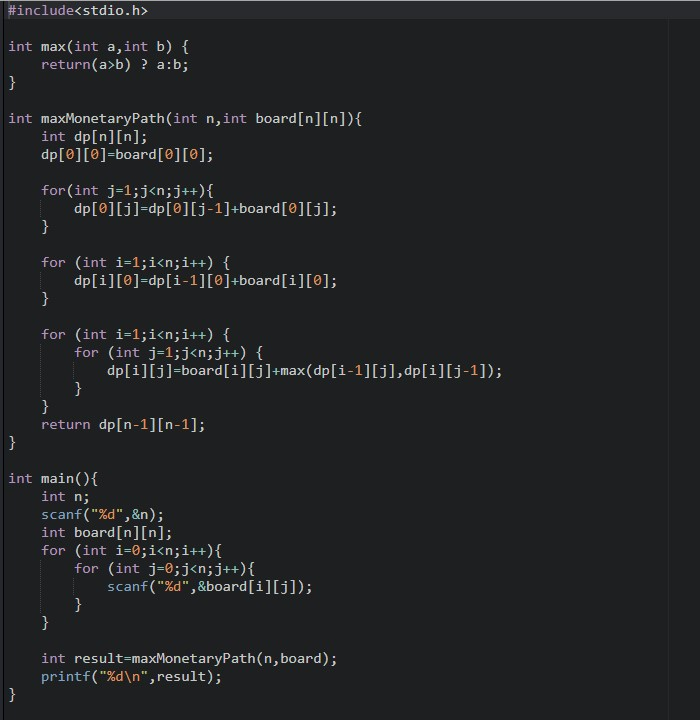 #include<stdio.h>
int max(int a,int b) {
return(a>b) ? a:b;
}
int maxMonetaryPath(int n,int board[n][n]){
int dp[n][n];
dp[0][0]=board[0][0];
for(int j=1;j<n;j++){
dp[0][j]=dp[0][j-1]+board[0][j];
}
for (int i=1;i<n;i++) {
dp[i][0]=dp[i-1][0]+board[i][0];
}
for (int i=1;i<n;i++) {
for (int j=1;j<n;j++) {
dp[i][j]=board[i][j]+max(dp[i-1][j],dp[i][j-1]);
}
}
return dp[n-1][n-1];
}
int main(){
int n;
scanf("%d",&n);
int board[n][n];
for (int i=0;i<n;i++){
for (int j=0;j<n;j++){
scanf("%d",&board[i][j]);
}
}
int result=maxMonetaryPath(n,board);
printf("%d\n",result);
}